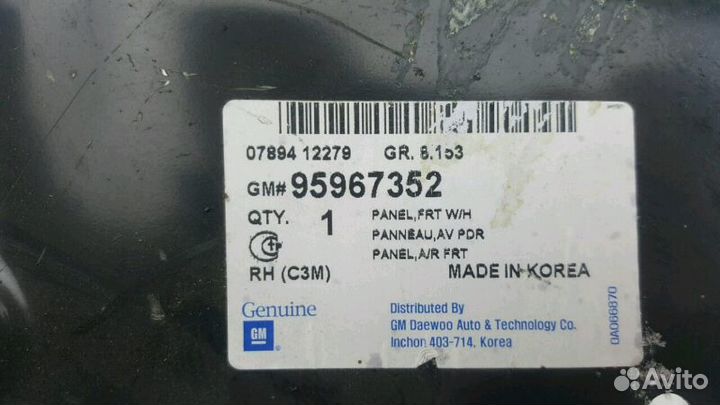 07894 12279 GR. 8.153
GM# 95967352
QTY. 1
PANEL,FRT W/H
PANNEAU,AV PDR
PANEL,A/R FRT
RH (C3M) MADE IN KOREA
Genuine
GM
Distributed By
GM Daewoo Auto & Technology Co.
Inchon 403-714, Korea
0A066870
Avito